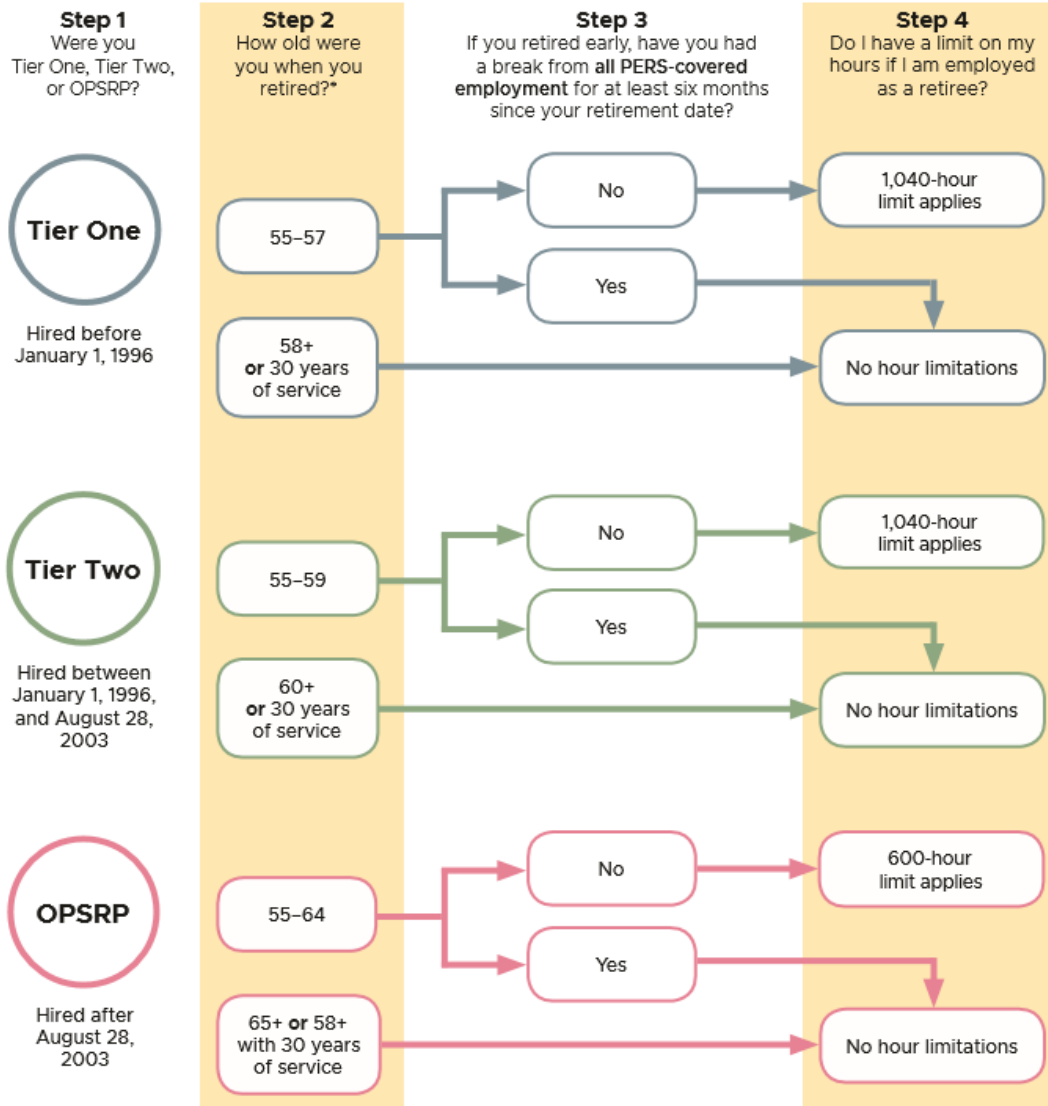 Step 1
Were you
Tier One, Tier Two,
or OPSRP?
Step 2
How old were
you when you
retired?*
Step 3
If you retired early, have you had
a break from all PERS-covered
employment for at least six months
since your retirement date?
Step 4
Do I have a limit on my
hours if I am employed
as a retiree?
Tier One
Hired before
January 1, 1996
55–57
No
1,040-hour
limit applies
Yes
58+
or 30 years
of service
No hour limitations
Tier Two
Hired between
January 1, 1996,
and August 28,
2003
55–59
No
1,040-hour
limit applies
Yes
60+
or 30 years
of service
No hour limitations
OPSRP
Hired after
August 28,
2003
55–64
No
600-hour
limit applies
Yes
65+ or 58+
with 30 years
of service
No hour limitations